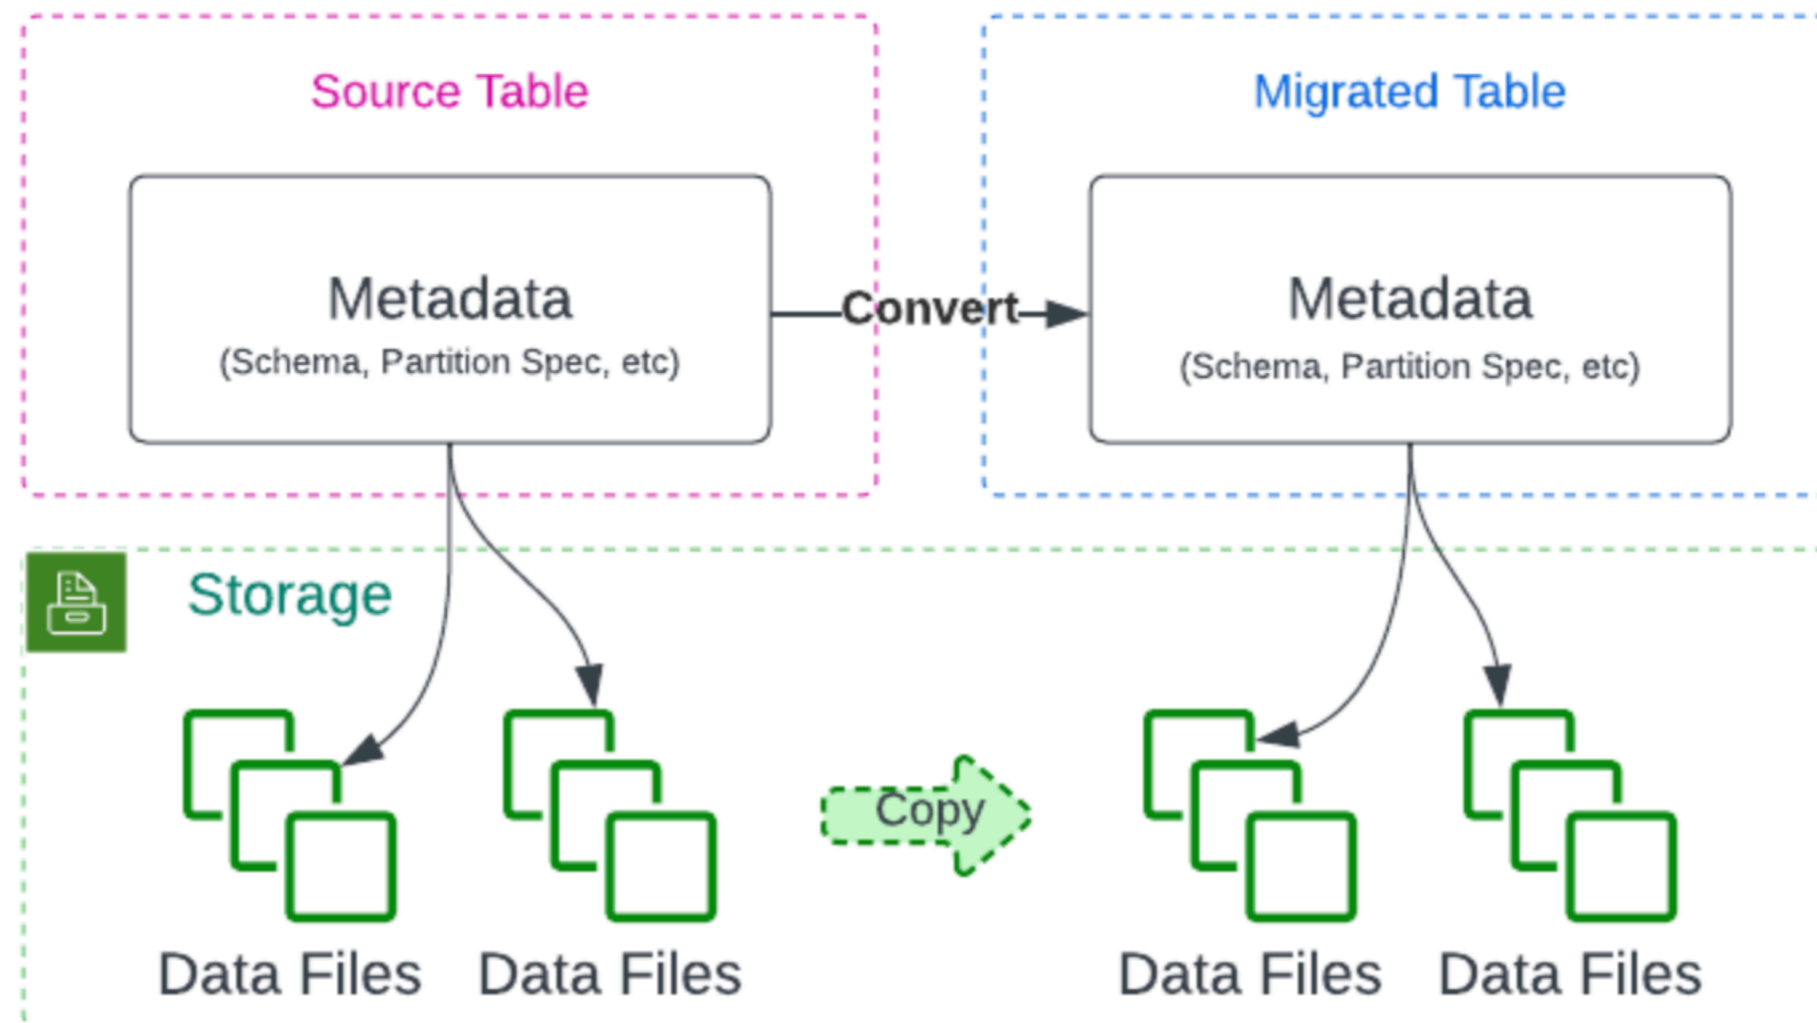 Source Table
Migrated Table
Metadata
(Schema, Partition Spec, etc)
Convert
Metadata
(Schema, Partition Spec, etc)
Storage
Copy
Data Files
Data Files
Data Files
Data Files